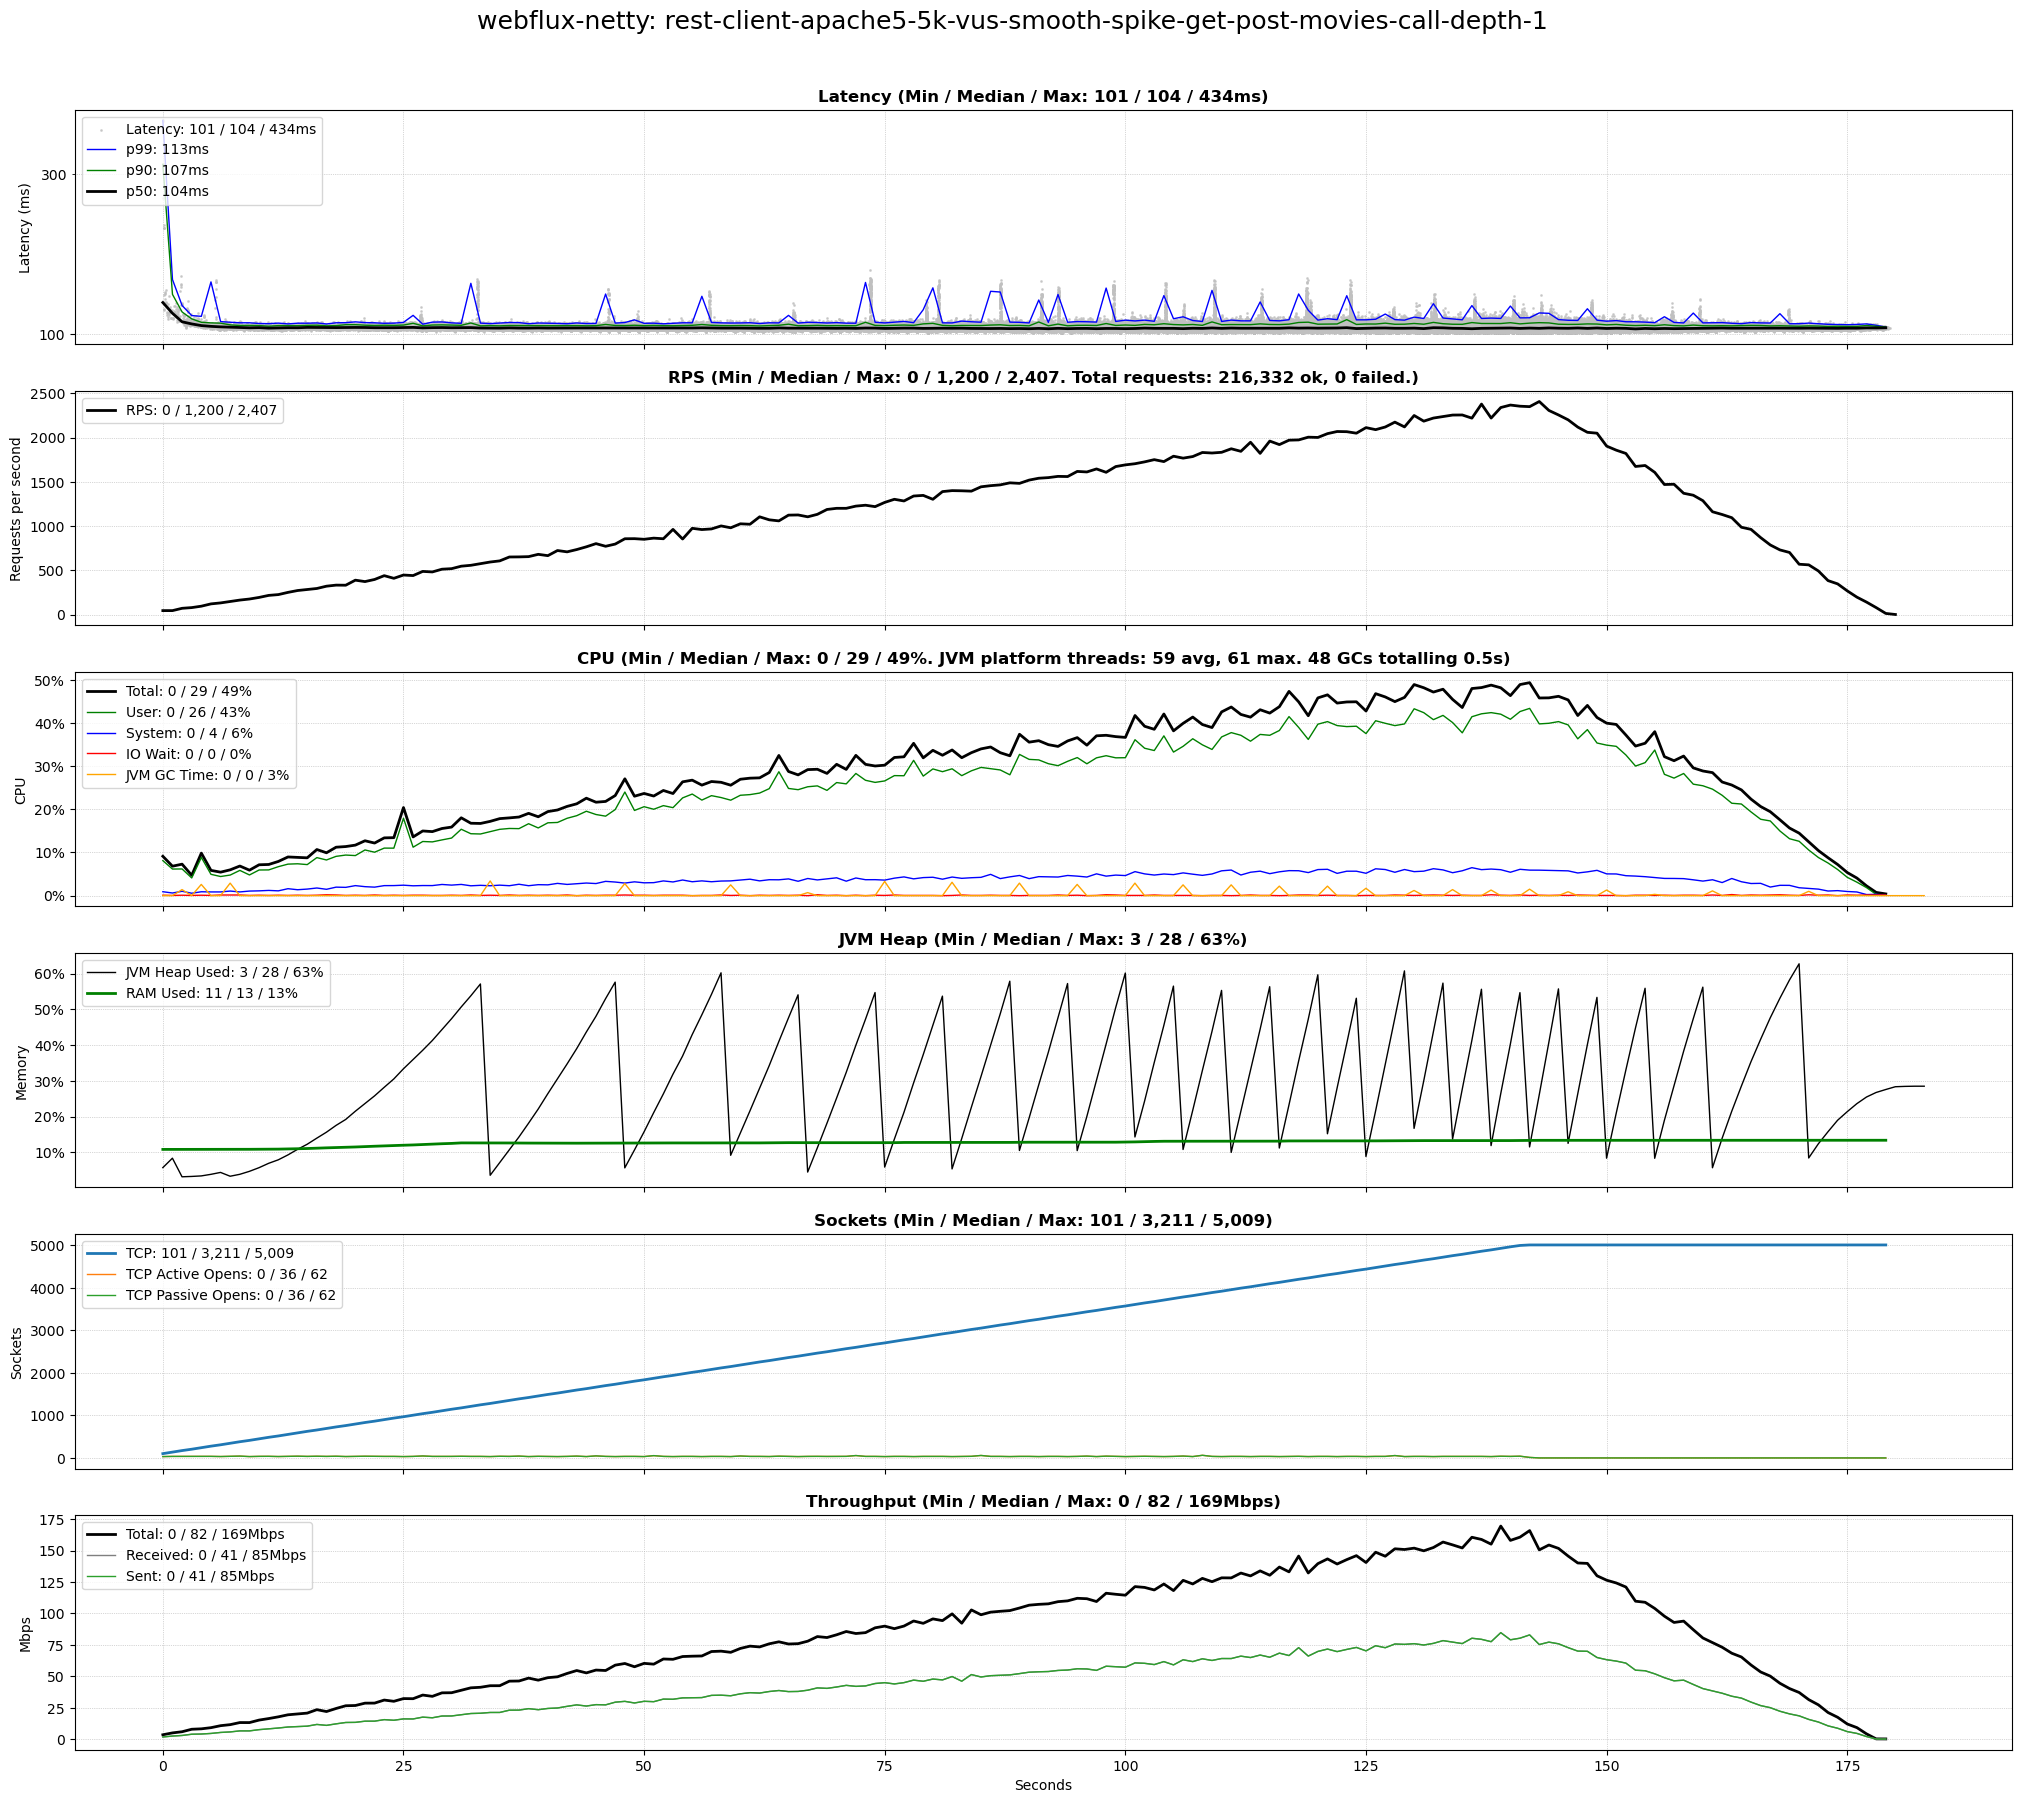 webflux-netty: rest-client-apache5-5k-vus-smooth-spike-get-post-movies-call-depth-1
Latency (Min / Median / Max: 101 / 104 / 434ms)
Latency: 101 / 104 / 434ms
p99: 113ms
p90: 107ms
p50: 104ms
300
100
Latency (ms)
RPS (Min / Median / Max: 0 / 1,200 / 2,407. Total requests: 216,332 ok, 0 failed.)
RPS: 0 / 1,200 / 2,407
2500
2000
1500
1000
500
0
Requests per second
CPU (Min / Median / Max: 0 / 29 / 49%. JVM platform threads: 59 avg, 61 max. 48 GCs totalling 0.5s)
Total: 0 / 29 / 49%
User: 0 / 26 / 43%
System: 0 / 4 / 6%
IO Wait: 0 / 0 / 0%
JVM GC Time: 0 / 0 / 3%
50%
40%
30%
20%
10%
0%
CPU
JVM Heap (Min / Median / Max: 3 / 28 / 63%)
JVM Heap Used: 3 / 28 / 63%
RAM Used: 11 / 13 / 13%
60%
50%
40%
30%
20%
10%
Memory
Sockets (Min / Median / Max: 101 / 3,211 / 5,009)
TCP: 101 / 3,211 / 5,009
TCP Active Opens: 0 / 36 / 62
TCP Passive Opens: 0 / 36 / 62
5000
4000
3000
2000
1000
0
Sockets
Throughput (Min / Median / Max: 0 / 82 / 169Mbps)
Total: 0 / 82 / 169Mbps
Received: 0 / 41 / 85Mbps
Sent: 0 / 41 / 85Mbps
175
150
125
100
75
50
25
0
Mbps
0 25 50 75 100 125 150 175
Seconds